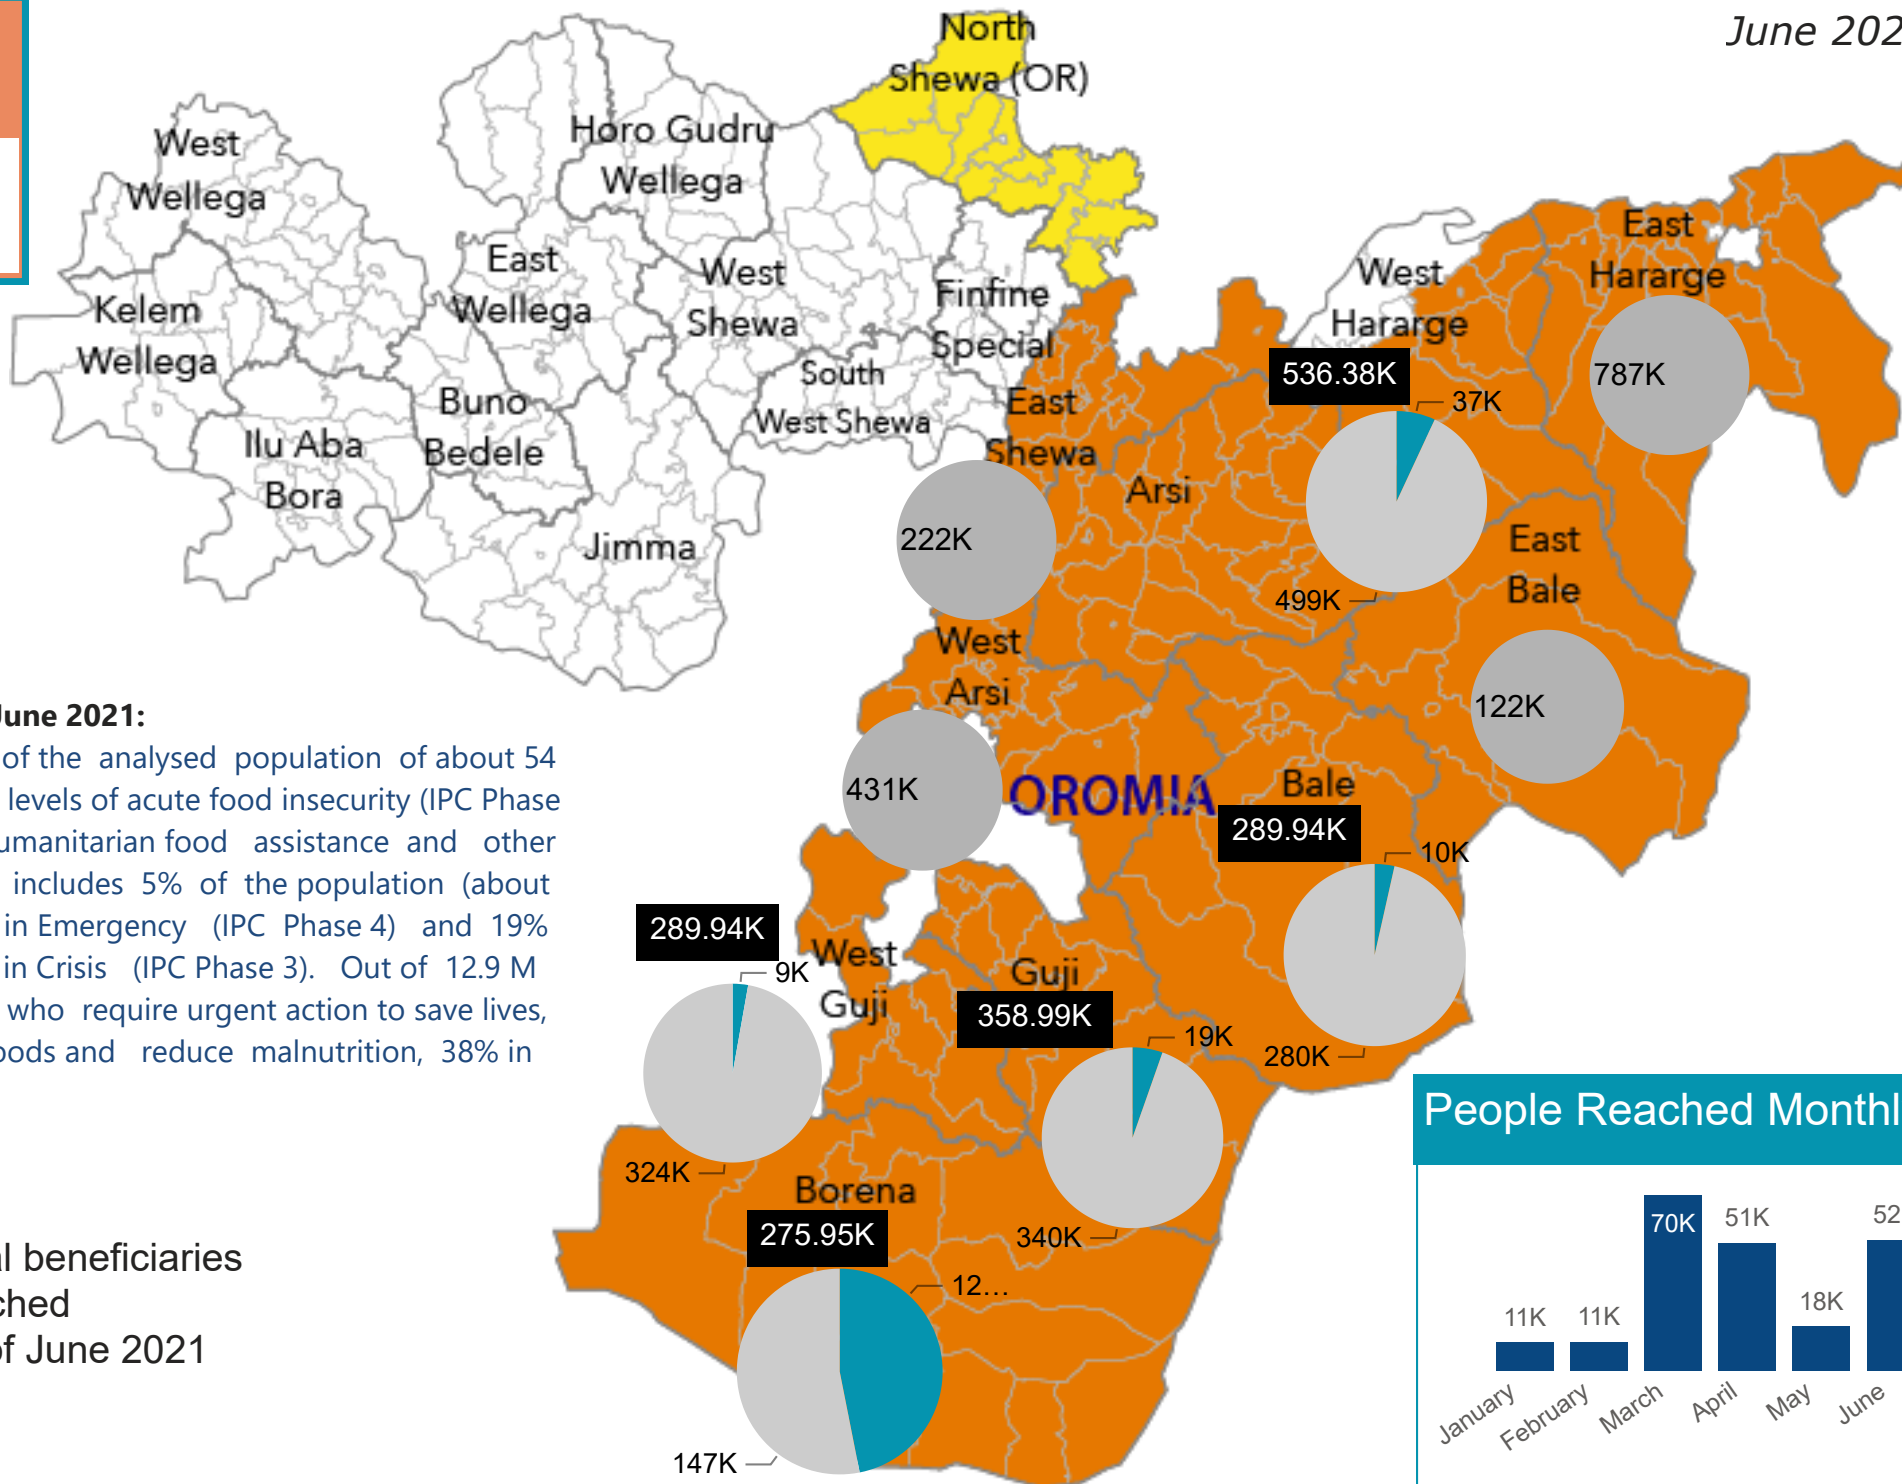 June 202
North
Shewa (OR)
West
Wellega
Horo Gudru
Wellega
East
Wellega
West
Shewa
Finfine
Special
Kelem
Wellega
South
West Shewa
Buno
Bedele
Ilu Aba
Bora
Jimma
West
Hararge
East
Hararge
536.38K
37K
499K
787K
East
Shewa
Arsi
222K
East
Bale
122K
West
Arsi
431K
OROMIA
Bale
289.94K
10K
280K
June 2021:
of the analysed population of about 54
levels of acute food insecurity (IPC Phase
umanitarian food assistance and other
includes 5% of the population (about
in Emergency (IPC Phase 4) and 19%
in Crisis (IPC Phase 3). Out of 12.9 M
who require urgent action to save lives,
oods and reduce malnutrition, 38% in
289.94K
9K
324K
West
Guji
Guji
358.99K
19K
340K
Borena
275.95K
12...
147K
l beneficiaries
ched
of June 2021
People Reached Monthl
11K
11K
70K
51K
18K
52
January
February
March
April
May
June